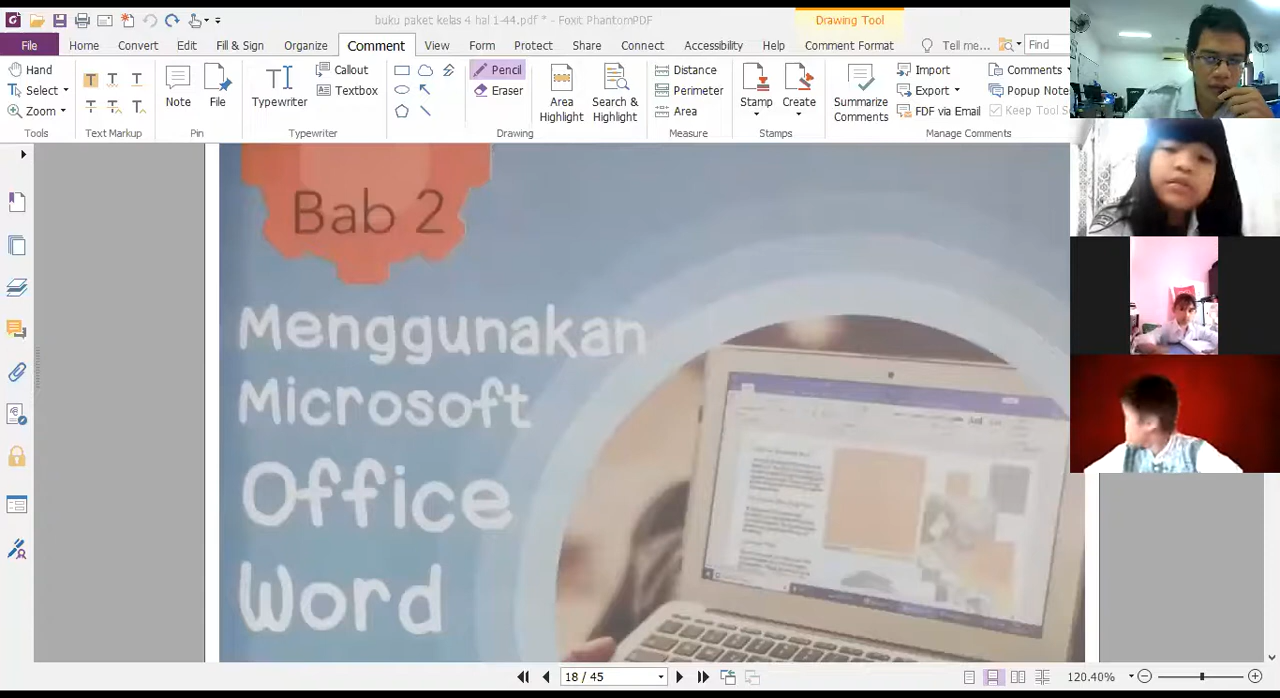 buku paket kelas 4 hal 1-44.pdf * - Foxit PhantomPDF
Drawing Tool
File Home Convert Edit Fill & Sign Organize Comment View Form Protect Share Connect Accessibility Help Comment Format Tell me... Find
Hand
Select
Zoom
Tools
Text Markup
Note
File
Pin
Typewriter
Callout
Textbox
Typewriter
Pencil
Eraser
Area Highlight
Search & Highlight
Drawing
Distance
Perimeter
Area
Measure
Stamp
Create
Stamps
Summarize Comments
Import
Export
FDF via Email
Comments
Popup Note
Keep Tool S
Manage Comments
Bab 2
Menggunakan
Microsoft
Office
Word
18 / 45
120.40%